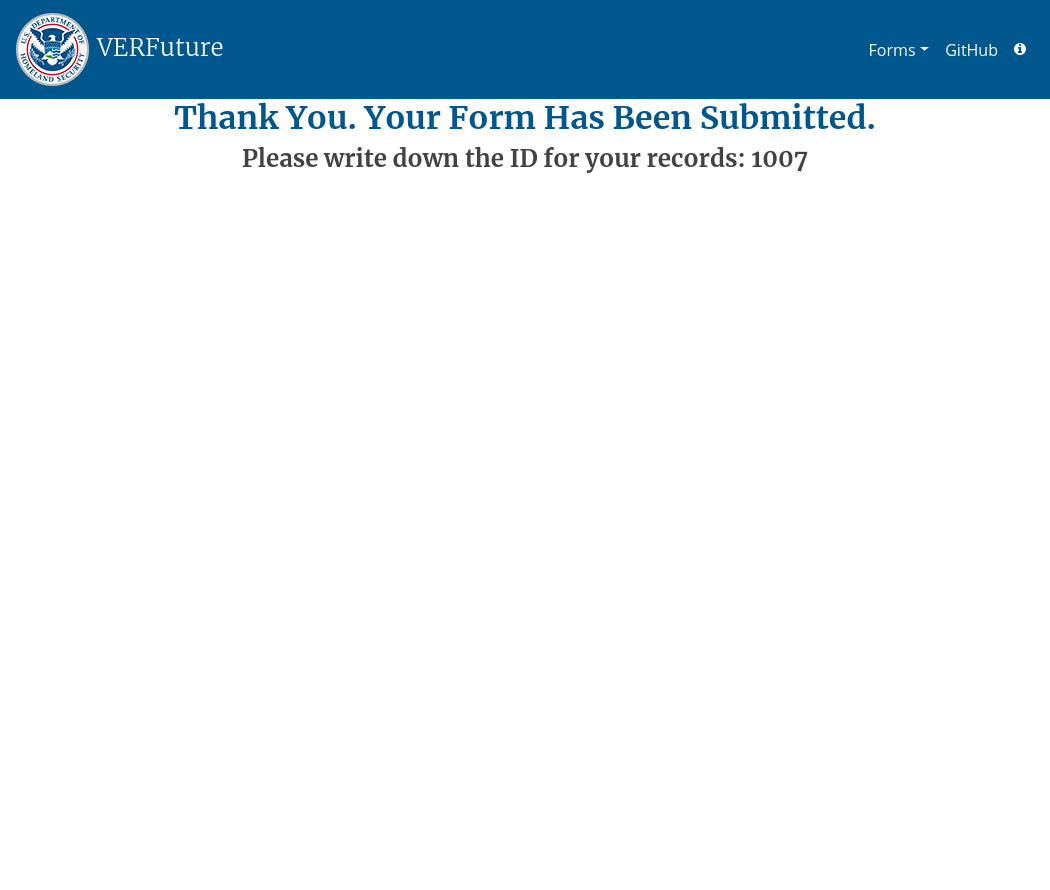 U.S. DEPARTMENT OF
HOMELAND SECURITY
VERFuture
Forms
GitHub
Thank You. Your Form Has Been Submitted.
Please write down the ID for your records: 1007